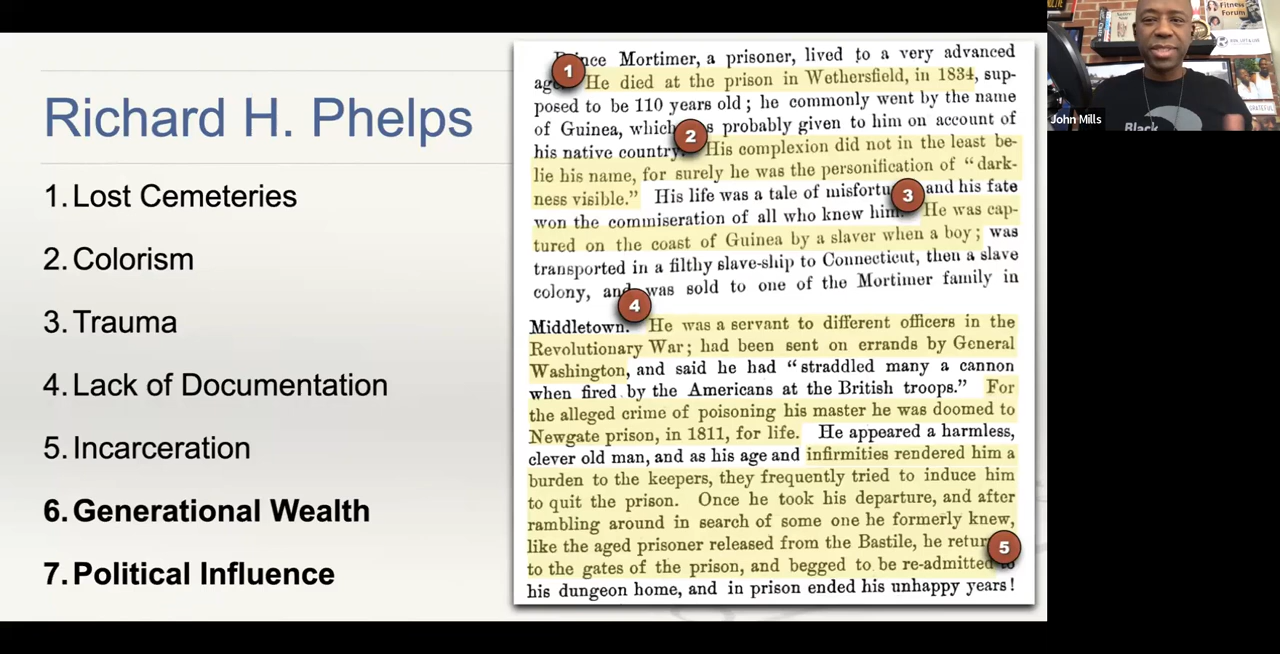 Richard H. Phelps
1. Lost Cemeteries
2. Colorism
3. Trauma
4. Lack of Documentation
5. Incarceration
6. Generational Wealth
7. Political Influence
nce Mortimer, a prisoner, lived to a very advanced
1
ag He died at the prison in Wethersfield, in 1834, sup-
posed to be 110 years old; he commonly went by the name
of Guinea, which s probably given to him on account of
2
his native country. His complexion did not in the least be-
lie his name, for surely he was the personification of "dark-
ness visible." His life was a tale of misfortu and his fate
3
won the commiseration of all who knew him. He was cap-
tured on the coast of Guinea by a slaver when a boy; was
transported in a filthy slave-ship to Connecticut, then a slave
colony, and was sold to one of the Mortimer family in
4
Middletown. He was a servant to different officers in the
Revolutionary War; had been sent on errands by General
Washington, and said he had "straddled many a cannon
when fired by the Americans at the British troops." For
the alleged crime of poisoning his master he was doomed to
Newgate prison, in 1811, for life. He appeared a harmless,
clever old man, and as his age and infirmities rendered him a
burden to the keepers, they frequently tried to induce him
to quit the prison. Once he took his departure, and after
rambling around in search of some one he formerly knew,
like the aged prisoner released from the Bastile, he retur
5
to the gates of the prison, and begged to be re-admitted to
his dungeon home, and in prison ended his unhappy years!
Fitness
Forum
GRATEFUL
John Mills
Black